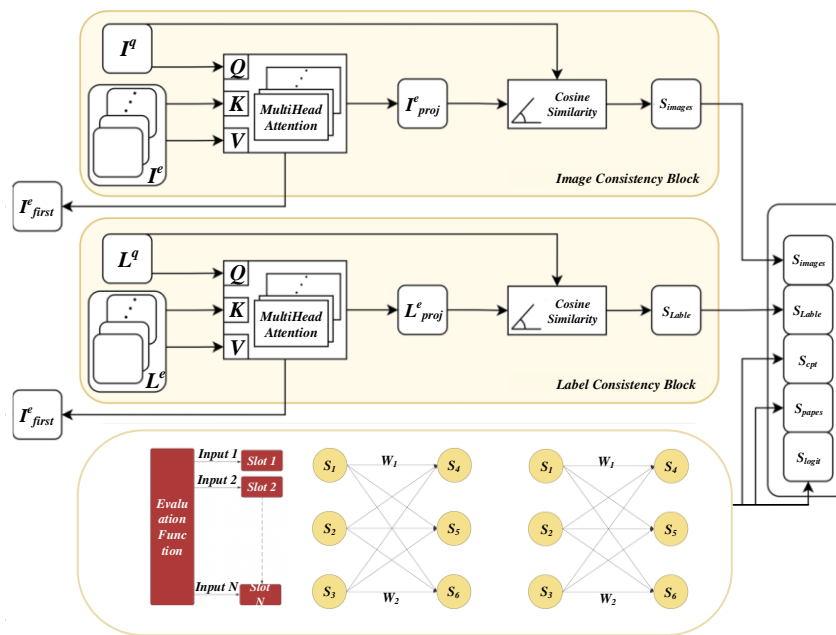 I^q
Q
K
V
I^e
MultiHead
Attention
I^e_proj
Cosine
Similarity
S_images
Image Consistency Block
I^e_first
L^q
Q
K
V
L^e
MultiHead
Attention
L^e_proj
Cosine
Similarity
S_Lable
Label Consistency Block
I^e_first
S_images
S_Lable
S_cpt
S_papes
S_logit
Evalu
ation
Func
tion
Input 1
Slot 1
Input 2
Slot 2
Input N
Slot
N
S_1
W_1
S_4
S_2
S_5
S_3
W_2
S_6
S_1
W_1
S_4
S_2
S_5
S_3
W_2
S_6